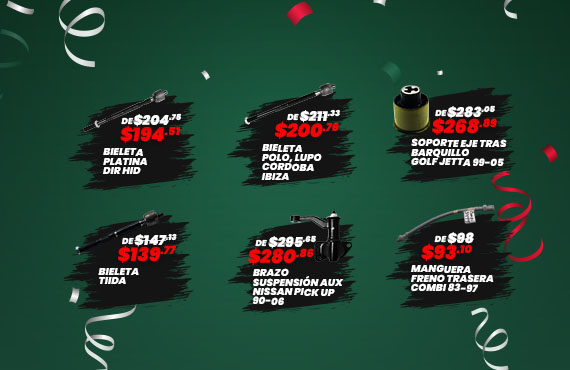 DE $204.76
$194.51
BIELETA
PLATINA
DIR HID
DE $211.33
$200.76
BIELETA
POLO, LUPO
CORDOBA
IBIZA
DE $283.05
$268.89
SOPORTE EJE TRAS
BARQUILLO
GOLF JETTA 99-05
DE $147.13
$139.77
BIELETA
TIIDA
DE $295.65
$280.86
BRAZO
SUSPENSIÓN AUX
NISSAN PICK UP
90-06
DE $98
$93.10
MANGUERA
FRENO TRASERA
COMBI 83-97